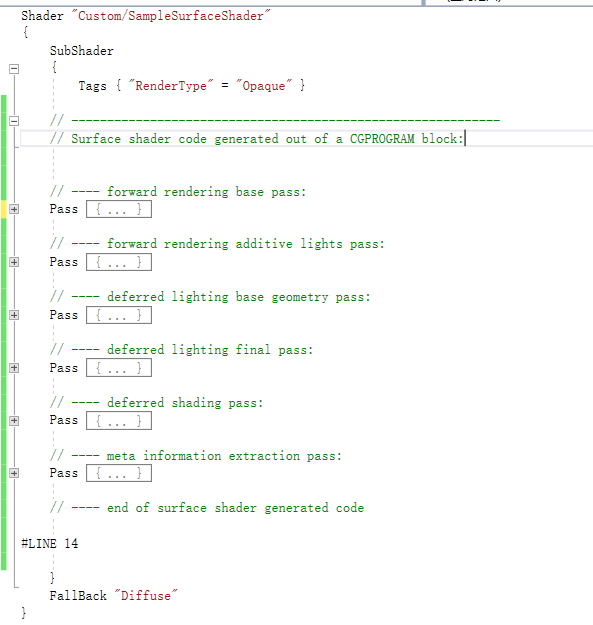 Shader "Custom/SampleSurfaceShader"
{
SubShader
{
Tags { "RenderType" = "Opaque" }
// ------------------------------------------------------------
// Surface shader code generated out of a CGPROGRAM block:
// ---- forward rendering base pass:
Pass { ... }
// ---- forward rendering additive lights pass:
Pass { ... }
// ---- deferred lighting base geometry pass:
Pass { ... }
// ---- deferred lighting final pass:
Pass { ... }
// ---- deferred shading pass:
Pass { ... }
// ---- meta information extraction pass:
Pass { ... }
// ---- end of surface shader generated code
#LINE 14
}
FallBack "Diffuse"
}